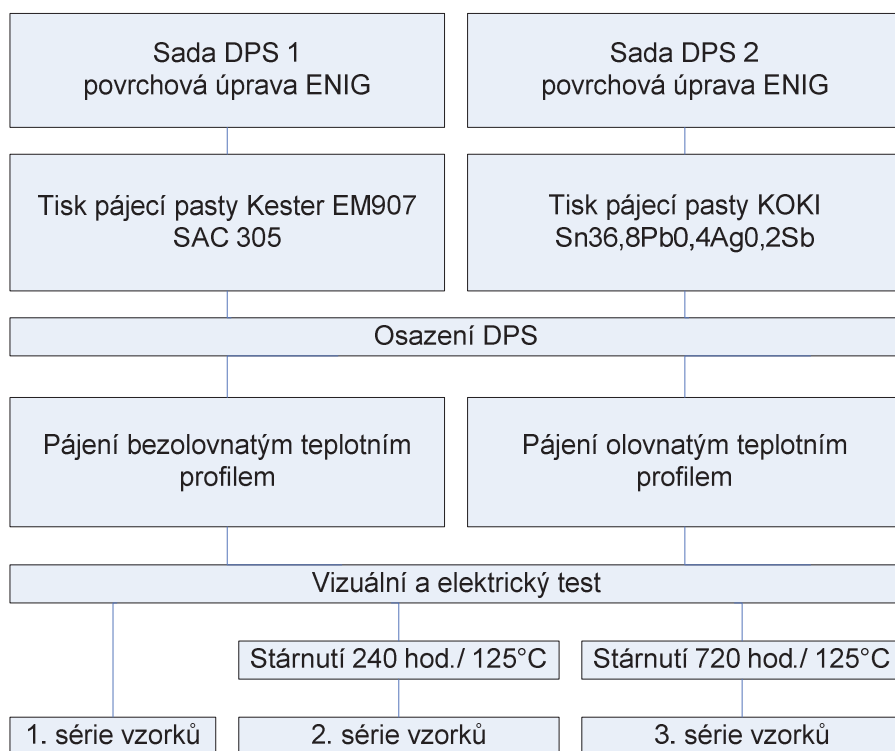 Sada DPS 1
povrchová úprava ENIG
Sada DPS 2
povrchová úprava ENIG
Tisk pájecí pasty Kester EM907
SAC 305
Tisk pájecí pasty KOKI
Sn36,8Pb0,4Ag0,2Sb
Osazení DPS
Pájení bezolovnatým teplotním
profilem
Pájení olovnatým teplotním
profilem
Vizuální a elektrický test
Stárnutí 240 hod./ 125°C
Stárnutí 720 hod./ 125°C
1. série vzorků
2. série vzorků
3. série vzorků